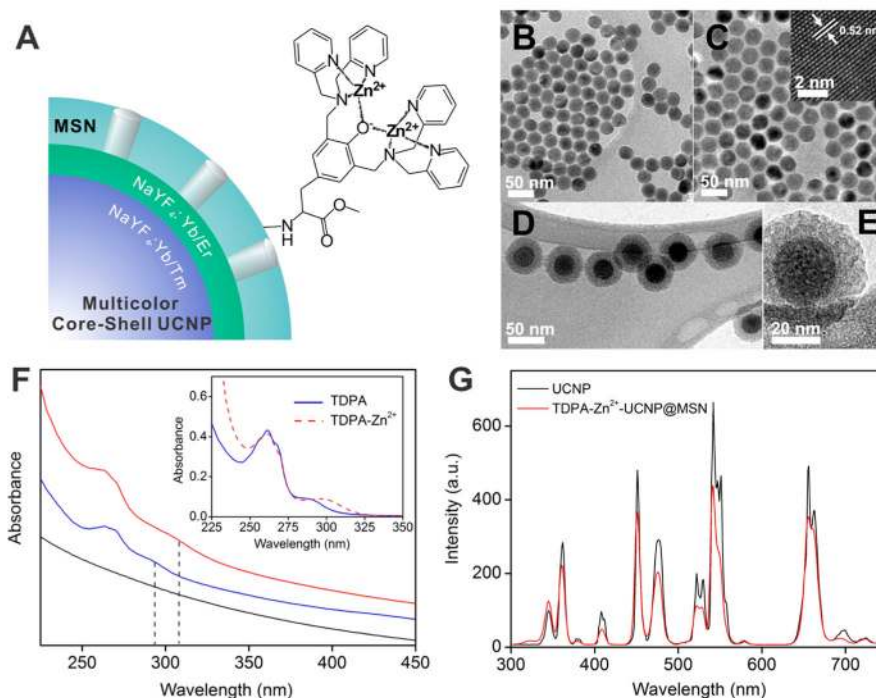 A
MSN
NaYF₄: Yb/Er
NaYF₄: Yb/Tm
Multicolor
Core-Shell UCNP
N
N
Zn²⁺
N
O⁻
Zn²⁺
N
N
N
N
H
O
O
B
50 nm
C
50 nm
0.52 nm
2 nm
D
50 nm
E
20 nm
F
Absorbance
250 300 350 400 450
Wavelength (nm)
Absorbance
0.6
0.4
0.2
0.0
TDPA
TDPA-Zn²⁺
225 250 275 300 325 350
Wavelength (nm)
G
UCNP
TDPA-Zn²⁺-UCNP@MSN
Intensity (a.u.)
600
400
200
0
300 400 500 600 700
Wavelength (nm)